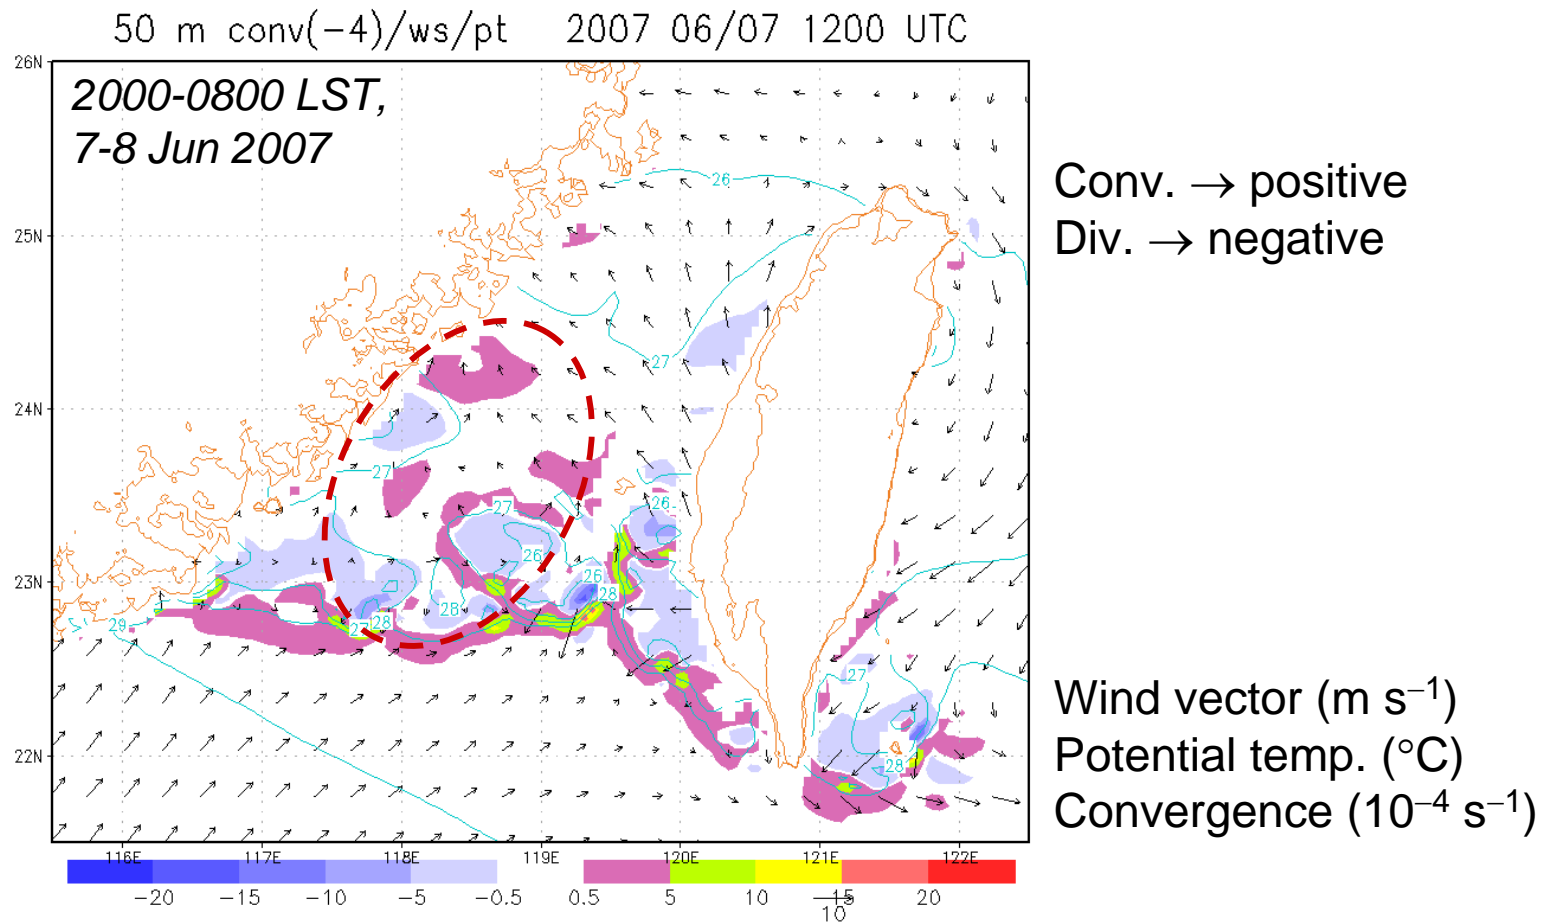 50 m conv(−4)/ws/pt 2007 06/07 1200 UTC
26N
2000-0800 LST,
7-8 Jun 2007
Conv. → positive
Div. → negative
26
25N
27
24N
27
27
26
26
23N
26
28
28
29
27
28
27
Wind vector (m s−1)
22N
28
Potential temp. (°C)
Convergence (10−4 s−1)
116E 117E 118E 119E 120E 121E 122E
−20 −15 −10 −5 −0.5 0.5 5 10 15 20
10